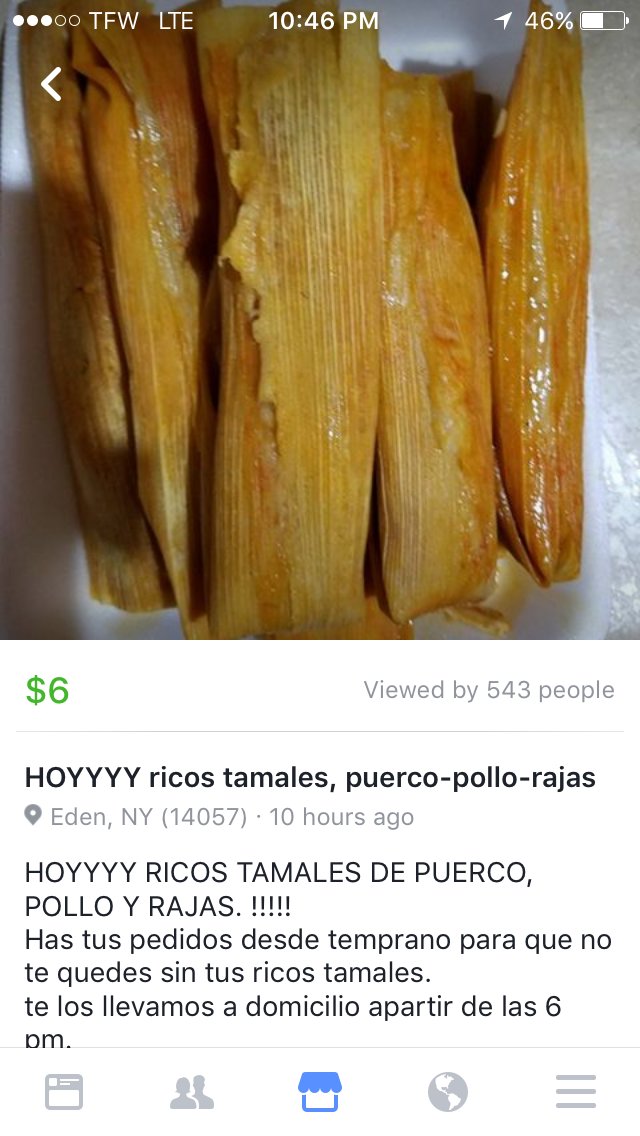 TFW LTE 10:46 PM 46%
$6 Viewed by 543 people
HOYYYY ricos tamales, puerco-pollo-rajas
Eden, NY (14057) · 10 hours ago
HOYYYY RICOS TAMALES DE PUERCO,
POLLO Y RAJAS. !!!!!
Has tus pedidos desde temprano para que no
te quedes sin tus ricos tamales.
te los llevamos a domicilio apartir de las 6
pm.